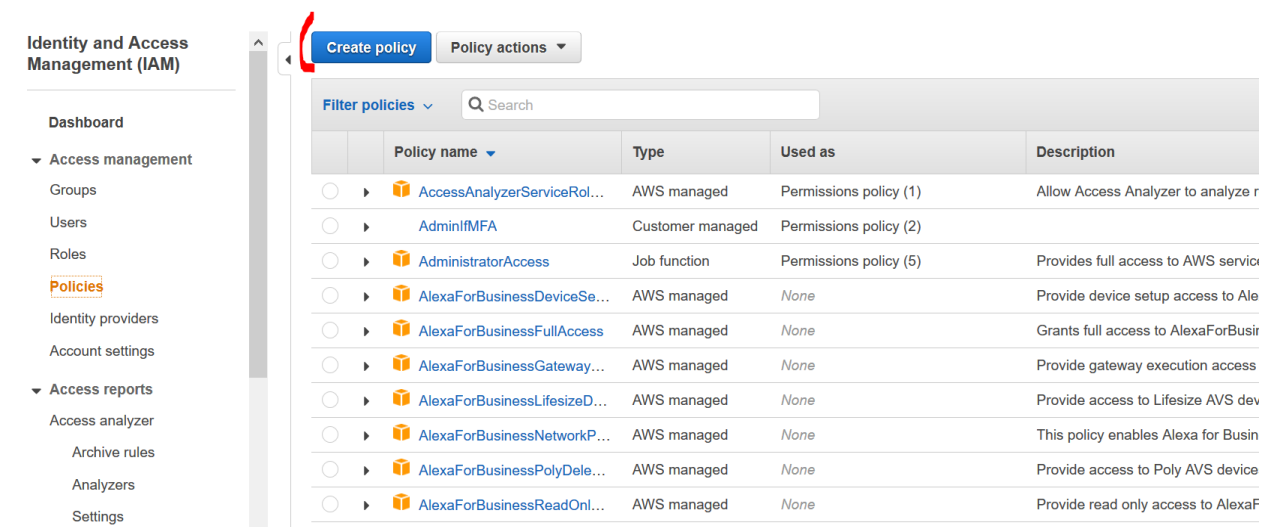 Identity and Access
Management (IAM)
Dashboard
Access management
Groups
Users
Roles
Policies
Identity providers
Account settings
Access reports
Access analyzer
Archive rules
Analyzers
Settings
Create policy Policy actions
Filter policies Search
Policy name Type Used as Description
AccessAnalyzerServiceRol... AWS managed Permissions policy (1) Allow Access Analyzer to analyze r
AdminIfMFA Customer managed Permissions policy (2)
AdministratorAccess Job function Permissions policy (5) Provides full access to AWS service
AlexaForBusinessDeviceSe... AWS managed None Provide device setup access to Ale
AlexaForBusinessFullAccess AWS managed None Grants full access to AlexaForBusin
AlexaForBusinessGateway... AWS managed None Provide gateway execution access
AlexaForBusinessLifesizeD... AWS managed None Provide access to Lifesize AVS dev
AlexaForBusinessNetworkP... AWS managed None This policy enables Alexa for Busin
AlexaForBusinessPolyDele... AWS managed None Provide access to Poly AVS device
AlexaForBusinessReadOnl... AWS managed None Provide read only access to AlexaF